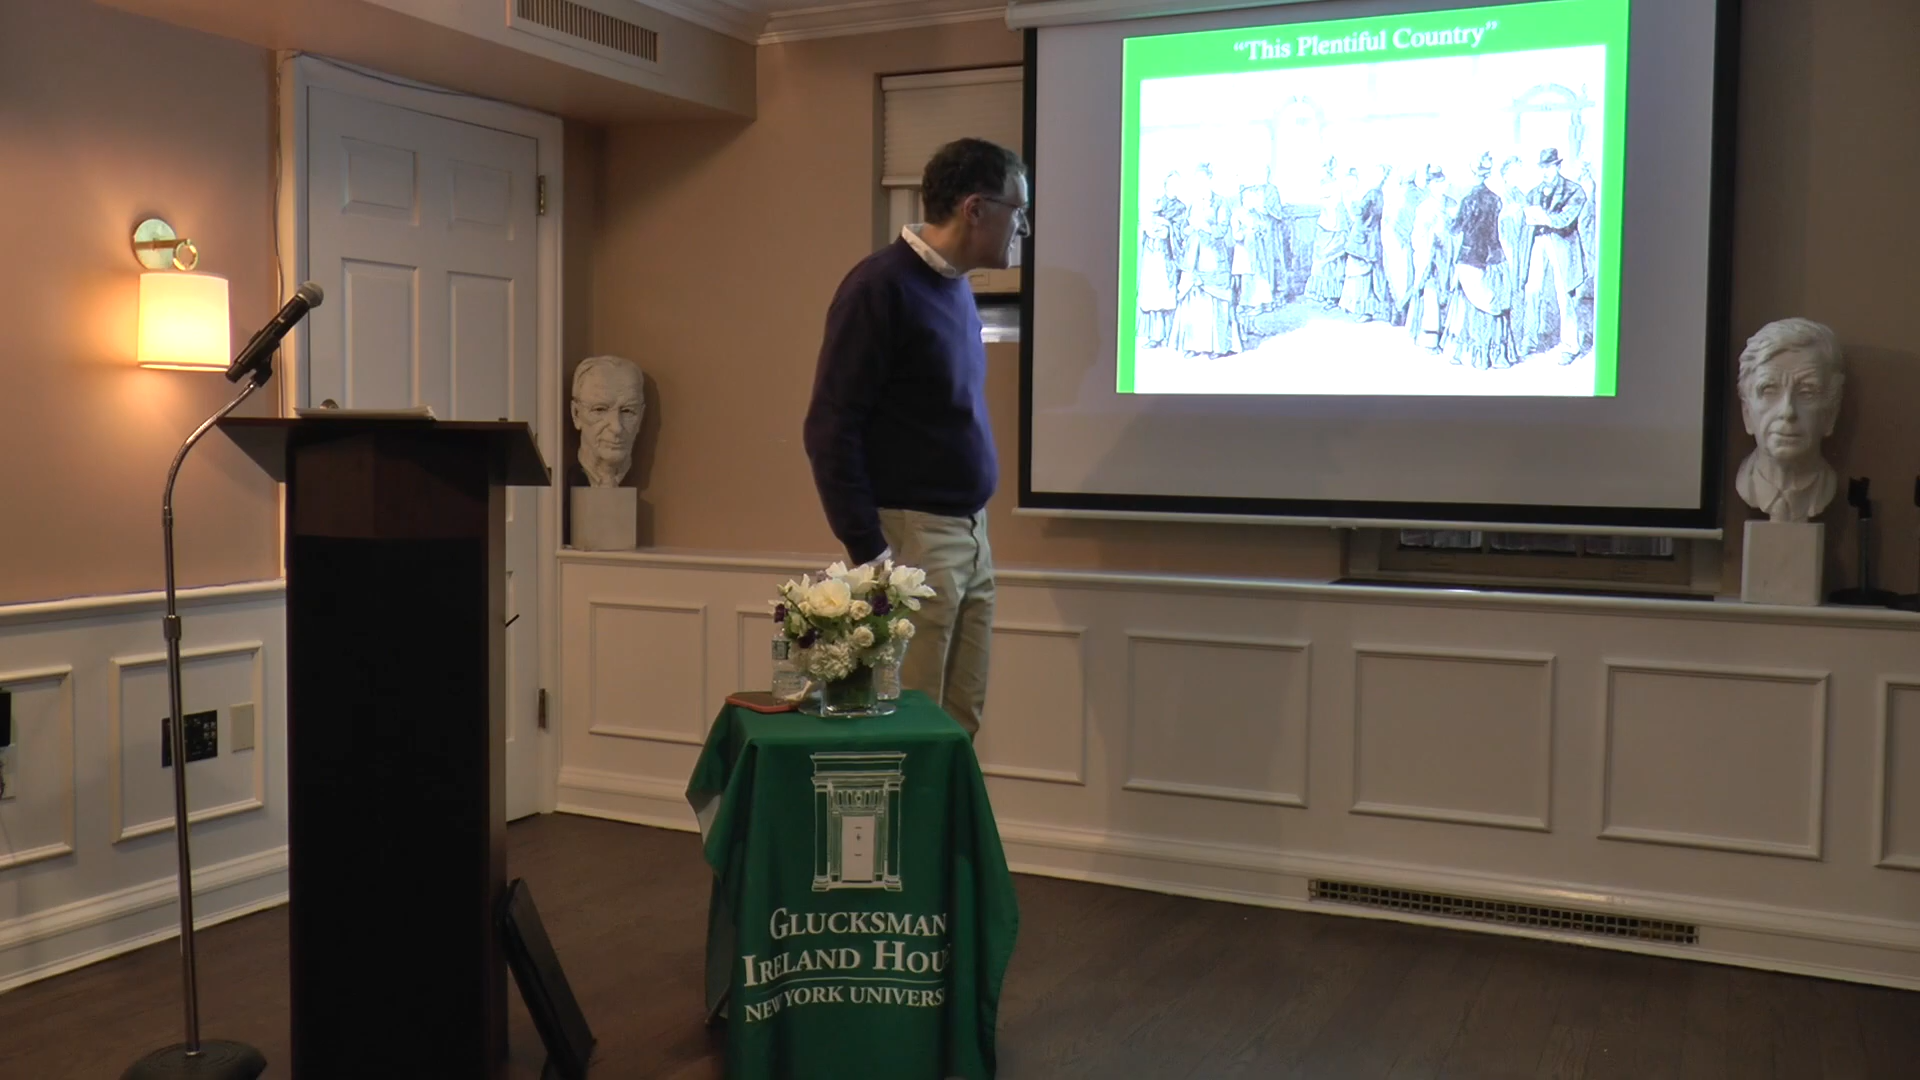 “This Plentiful Country”
GLUCKSMAN
IRELAND HOU
NEW YORK UNIVERS